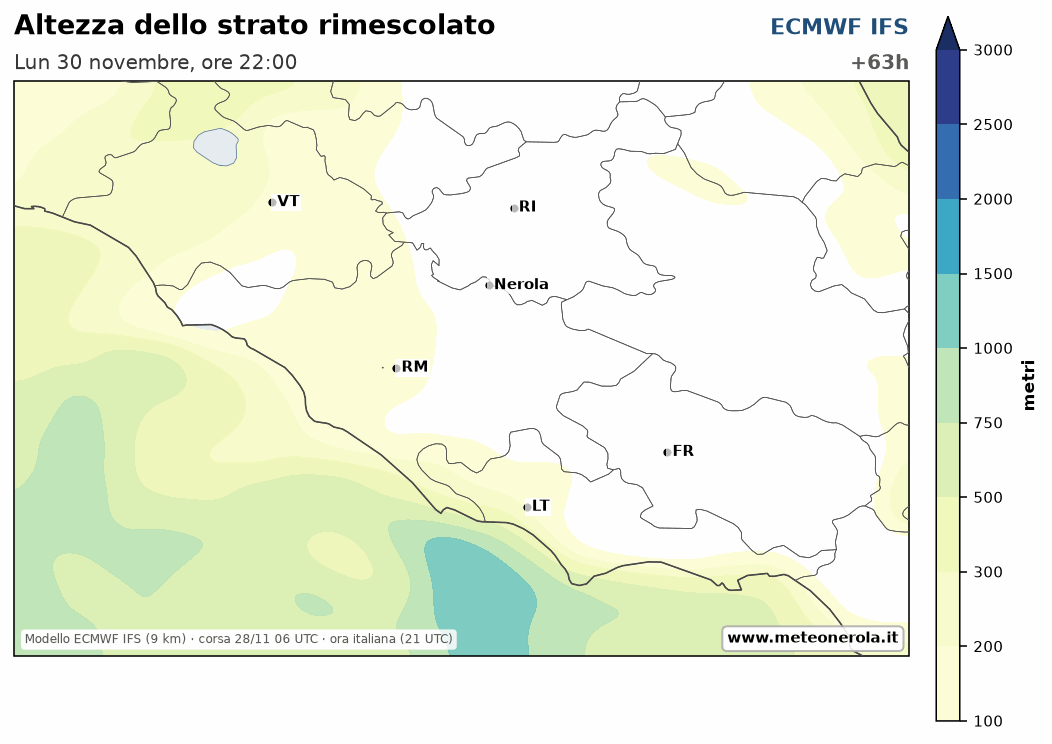 Altezza dello strato rimescolato
ECMWF IFS
Lun 30 novembre, ore 22:00
+63h
3000
2500
2000
1500
1000
750
500
300
200
100
metri
VT
RI
Nerola
RM
FR
LT
Modello ECMWF IFS (9 km) · corsa 28/11 06 UTC · ora italiana (21 UTC)
www.meteonerola.it